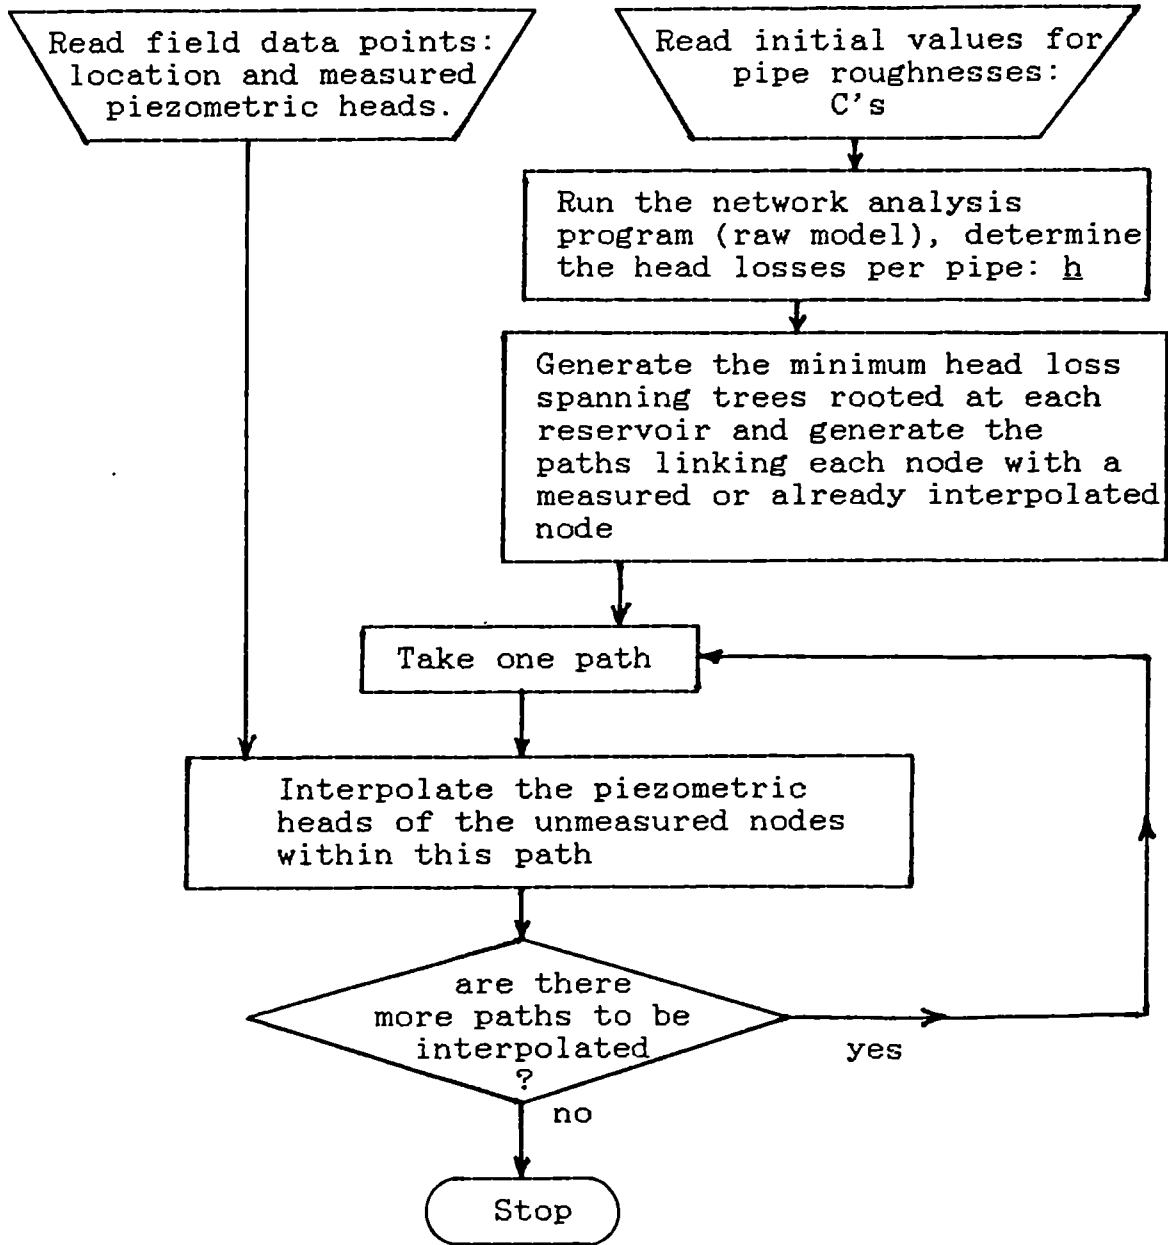 Read field data points:
location and measured
piezometric heads.
Read initial values for
pipe roughnesses:
C's
Run the network analysis
program (raw model), determine
the head losses per pipe: h
Generate the minimum head loss
spanning trees rooted at each
reservoir and generate the
paths linking each node with a
measured or already interpolated
node
Take one path
Interpolate the piezometric
heads of the unmeasured nodes
within this path
are there
more paths to be
interpolated
?
yes
no
Stop